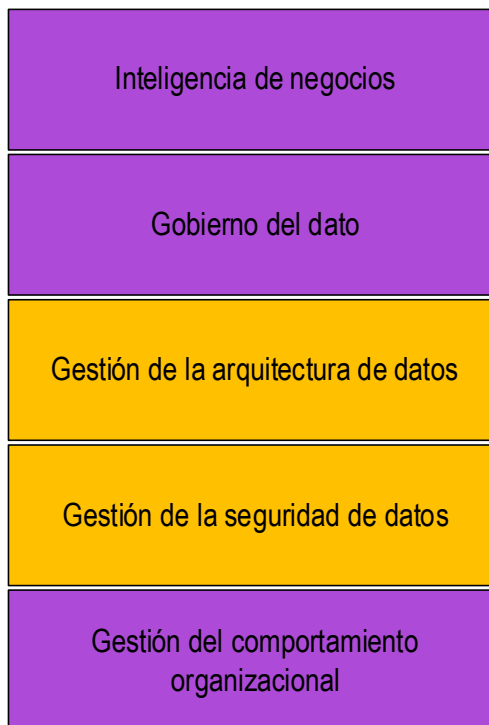 Inteligencia de negocios
Gobierno del dato
Gestión de la arquitectura de datos
Gestión de la seguridad de datos
Gestión del comportamiento
organizacional